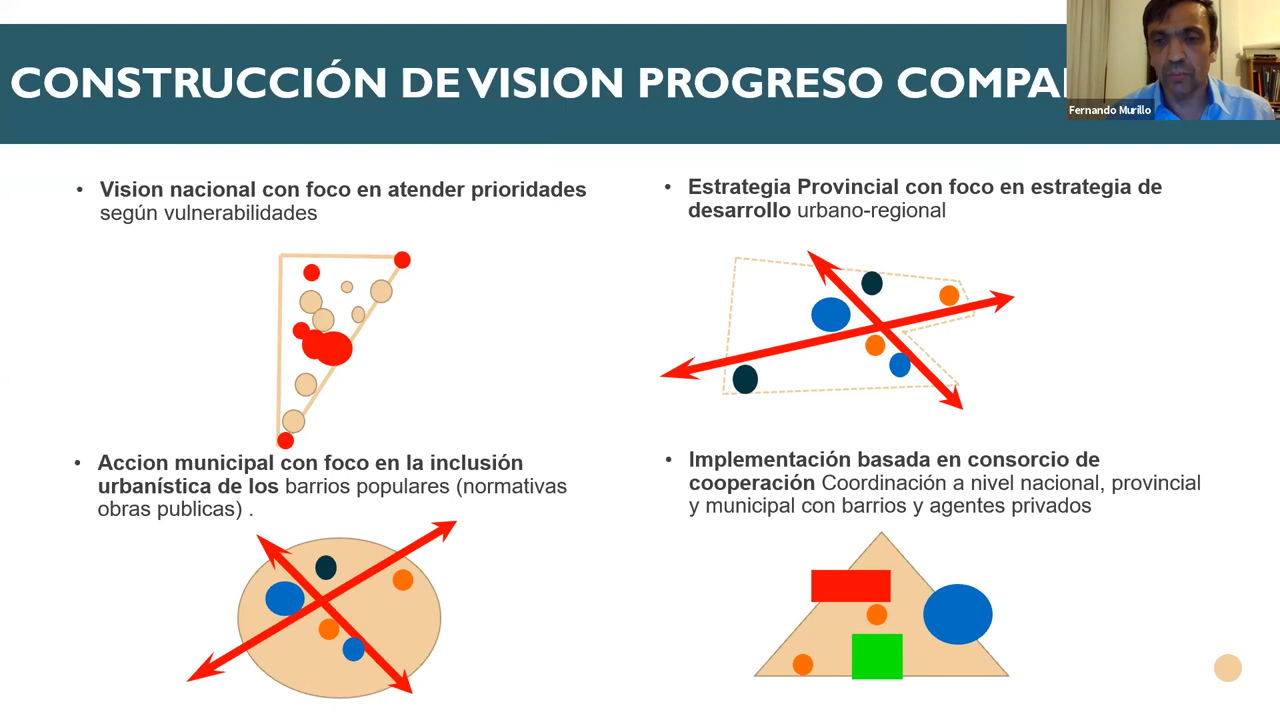 CONSTRUCCIÓN DE VISION PROGRESO COMPA
Fernando Murillo
• Vision nacional con foco en atender prioridades
según vulnerabilidades
• Estrategia Provincial con foco en estrategia de
desarrollo urbano-regional
• Accion municipal con foco en la inclusión
urbanística de los barrios populares (normativas
obras publicas) .
• Implementación basada en consorcio de
cooperación Coordinación a nivel nacional, provincial
y municipal con barrios y agentes privados